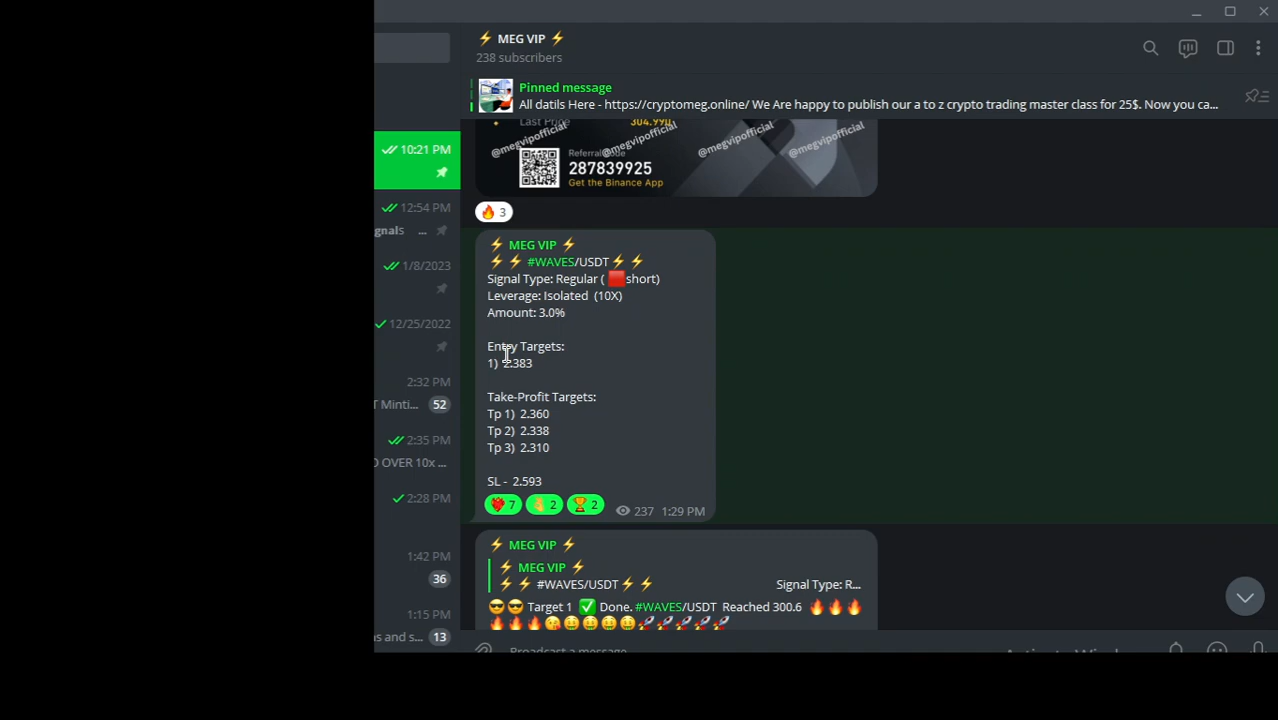 ⚡ MEG VIP ⚡
238 subscribers
Pinned message
All datils Here - https://cryptomeg.online/ We Are happy to publish our a to z crypto trading master class for 25$. Now you ca...
Last Price 304.990
@megvipofficial @megvipofficial @megvipofficial @megvipofficial
Referral Code
287839925
Get the Binance App
🔥 3
10:21 PM
12:54 PM
gnals ...
1/8/2023
12/25/2022
2:32 PM
T Minti... 52
2:35 PM
O OVER 10x ...
2:28 PM
1:42 PM
36
1:15 PM
ns and s... 13
⚡ MEG VIP ⚡
⚡ ⚡ #WAVES/USDT⚡ ⚡
Signal Type: Regular ( 🟥short)
Leverage: Isolated (10X)
Amount: 3.0%
Entry Targets:
1) 2.383
Take-Profit Targets:
Tp 1) 2.360
Tp 2) 2.338
Tp 3) 2.310
SL - 2.593
7 2 🏆 2 237 1:29 PM
⚡ MEG VIP ⚡
⚡ MEG VIP ⚡
⚡ ⚡ #WAVES/USDT⚡ ⚡ Signal Type: R...
😎😎 Target 1 ✅ Done. #WAVES/USDT Reached 300.6 🔥🔥🔥
🔥🔥🔥😘🤑🤑🤑🤑🚀🚀🚀🚀🚀
Broadcast a message...